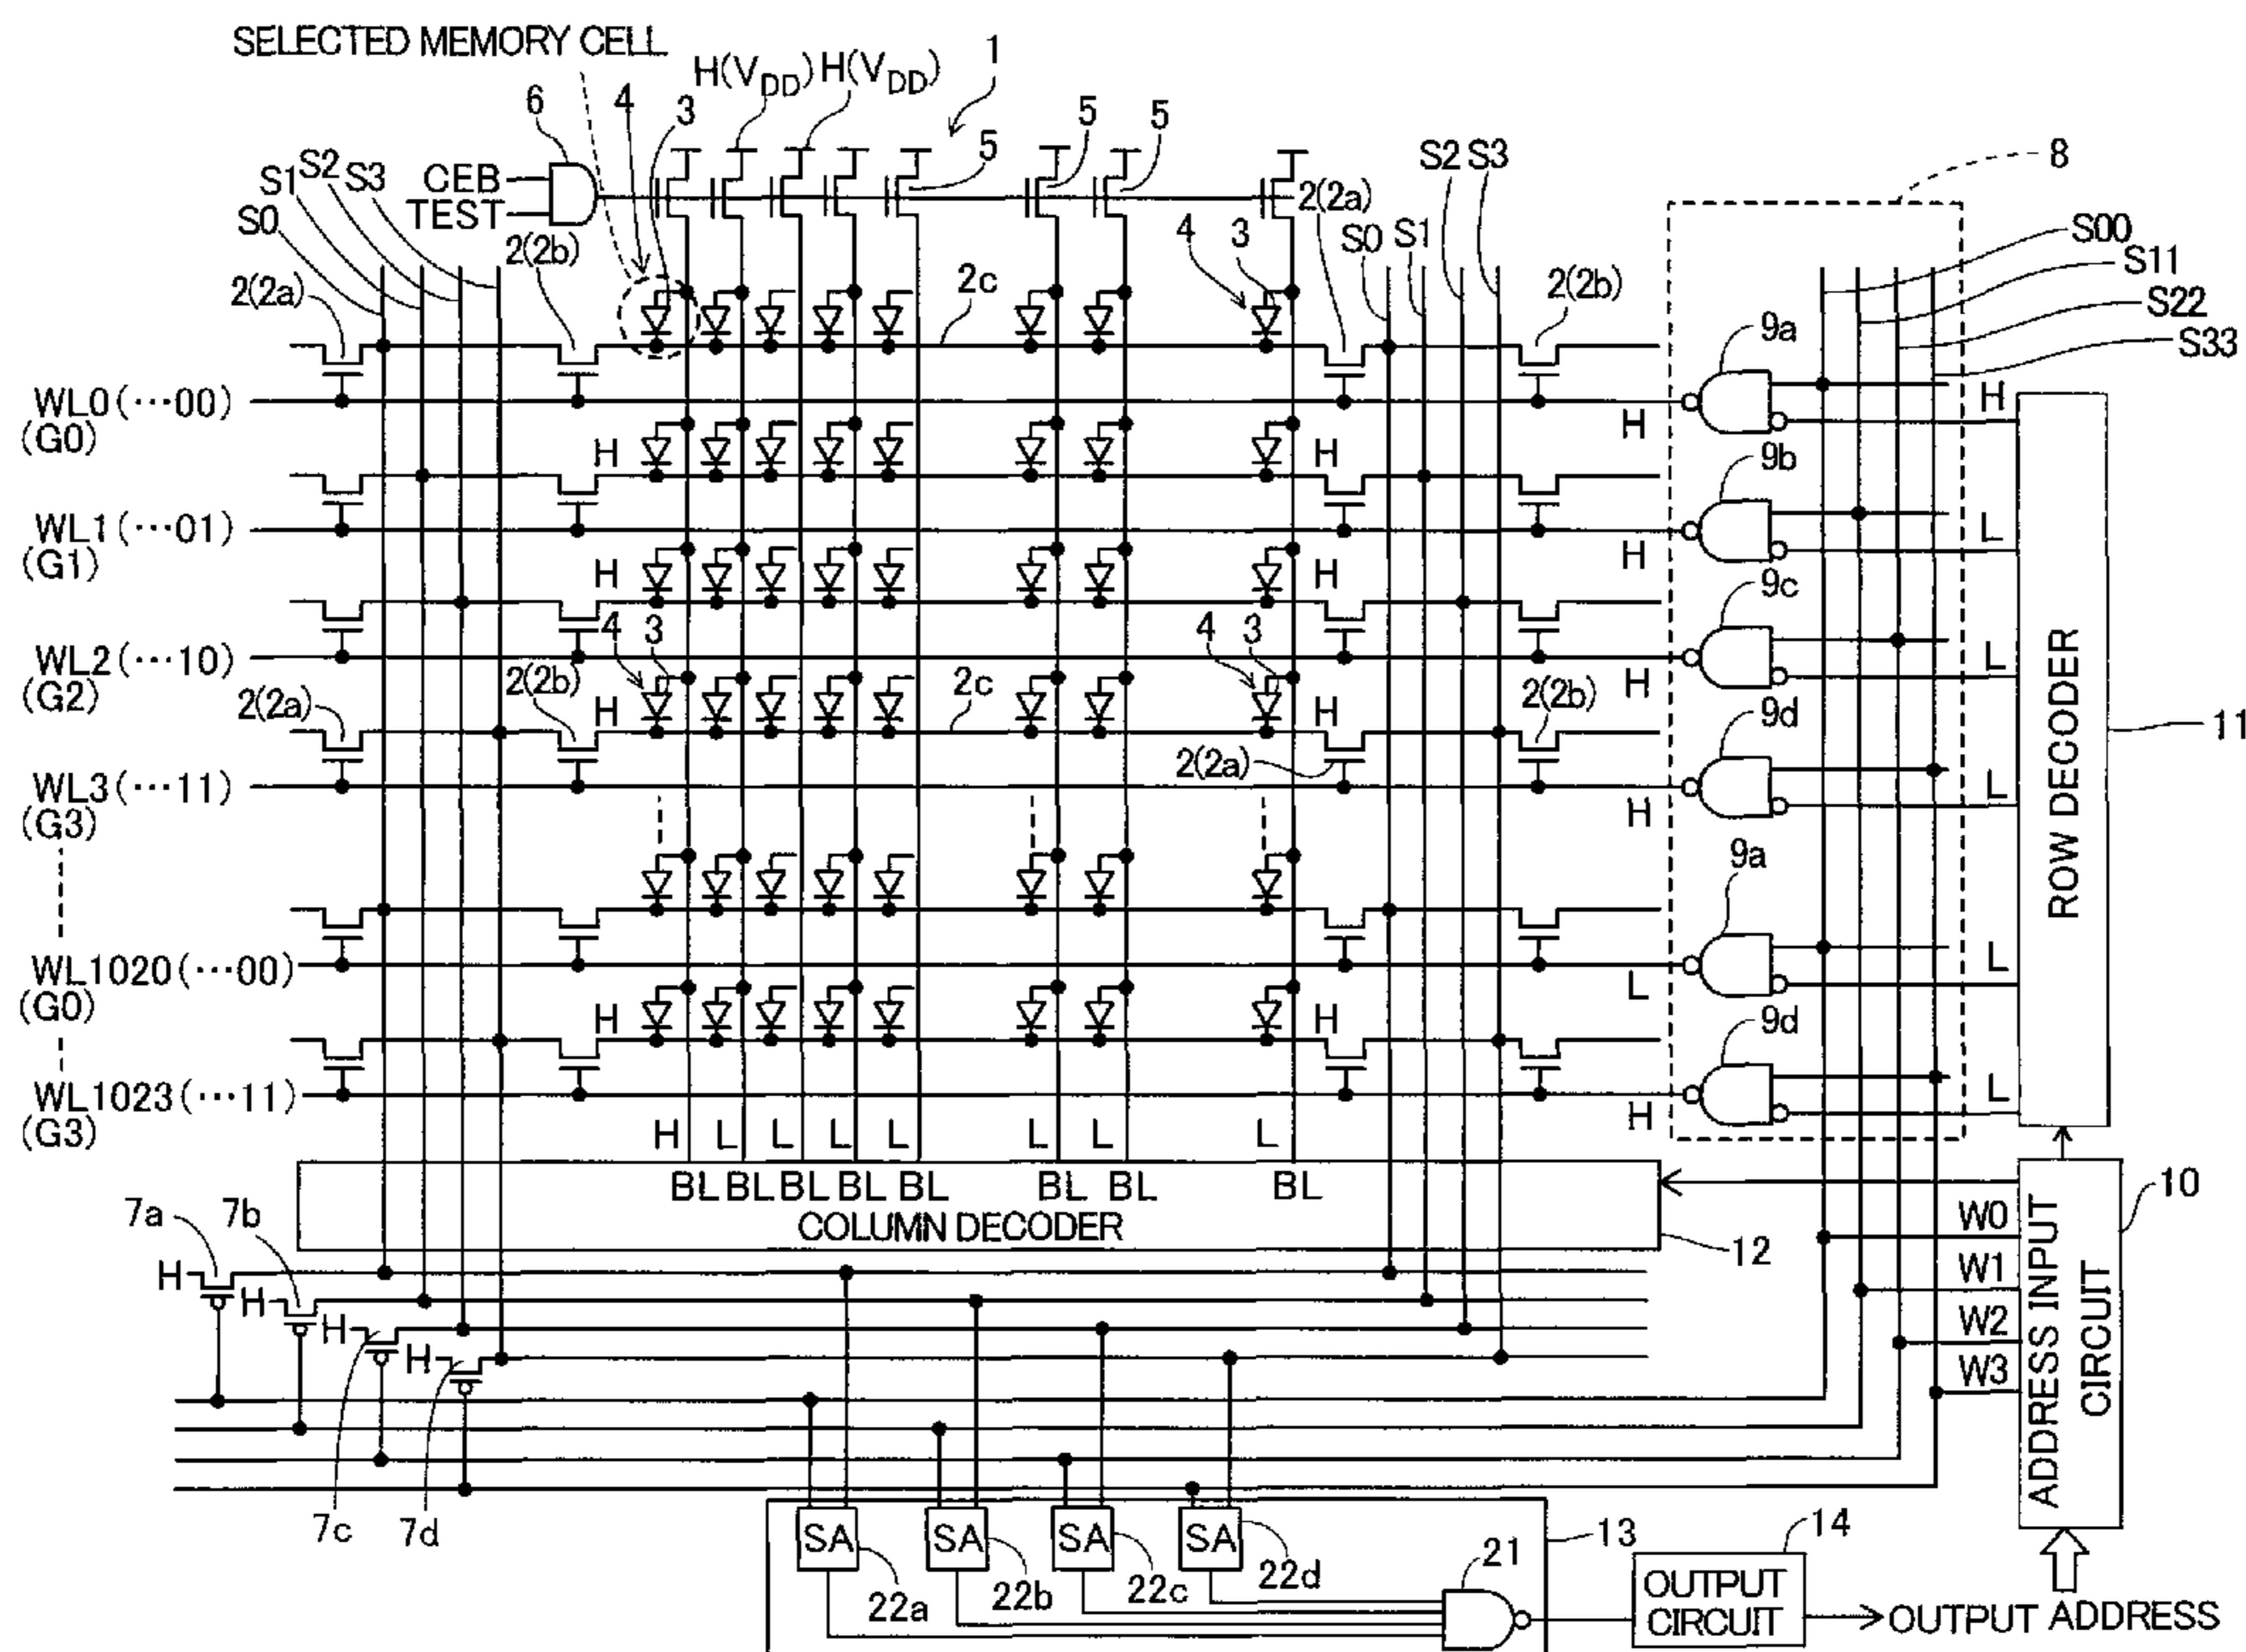 SELECTED MEMORY CELL
H(VDD) H(VDD)
1
6 4 3
5 5 5
CEB
TEST
S0 S1 S2 S3
2(2a) 2(2b)
4 3
2c
2(2a) S0 S1 S2 S3
2(2b)
8
S00
S11
S22
S33
9a
WL0(···00)
(G0)
H H
9b
H H
WL1(···01)
(G1)
H L
9c
H H
WL2(···10)
(G2)
H L
4 3
4 3
2(2a) 2(2b) H 2c H
2(2a)
2(2b)
9d
WL3(···11)
(G3)
H L
9a
WL1020(···00)
(G0)
L L
9d
H H
WL1023(···11)
(G3)
H L
ROW DECODER
11
H L L L L L L L
BL BL BL BL BL BL BL BL
COLUMN DECODER
12
10
ADDRESS INPUT
CIRCUIT
W0
W1
W2
W3
7a 7b
H
H
H
H
7c 7d
SA SA SA SA
22a 22b 22c 22d
21
13
14
OUTPUT
CIRCUIT
OUTPUT ADDRESS